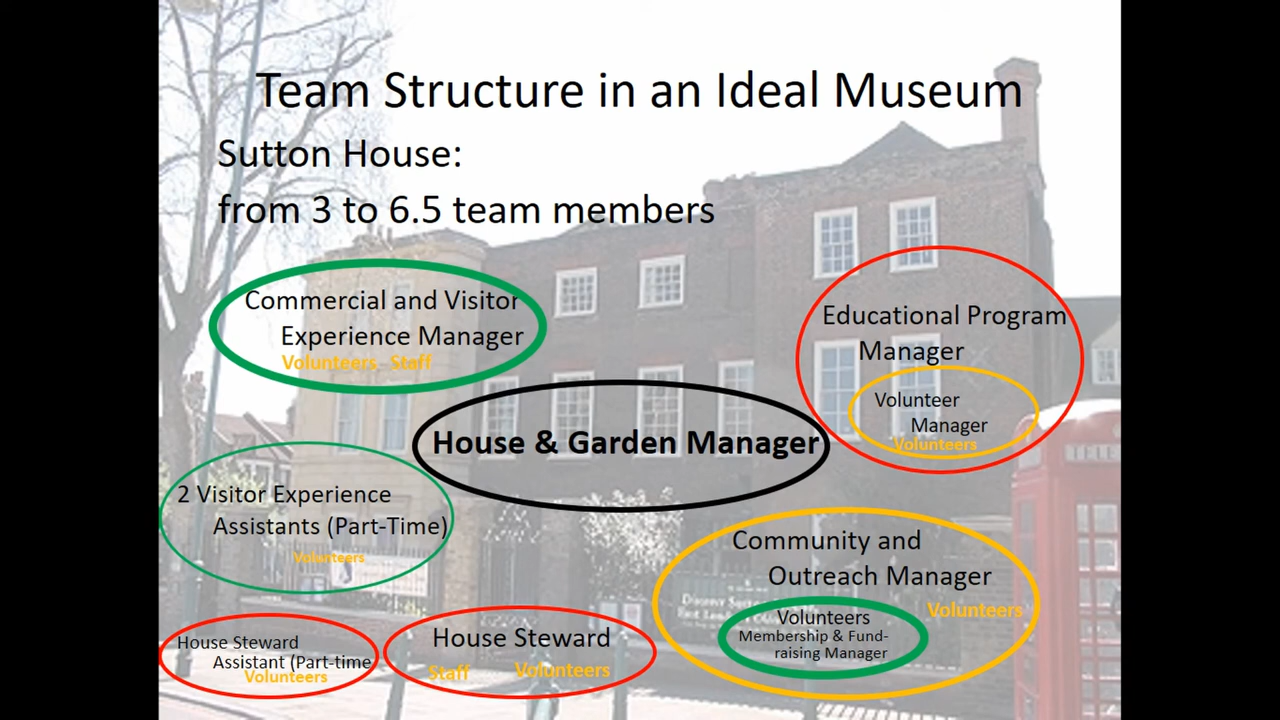 Team Structure in an Ideal Museum
Sutton House:
from 3 to 6.5 team members
Commercial and Visitor
Experience Manager
Volunteers Staff
Educational Program
Manager
Volunteer
Manager
Volunteers
House & Garden Manager
2 Visitor Experience
Assistants (Part-Time)
Volunteers
Community and
Outreach Manager
Volunteers
Volunteers
Membership & Fund-
raising Manager
House Steward
Assistant (Part-time
Volunteers
House Steward
Staff Volunteers